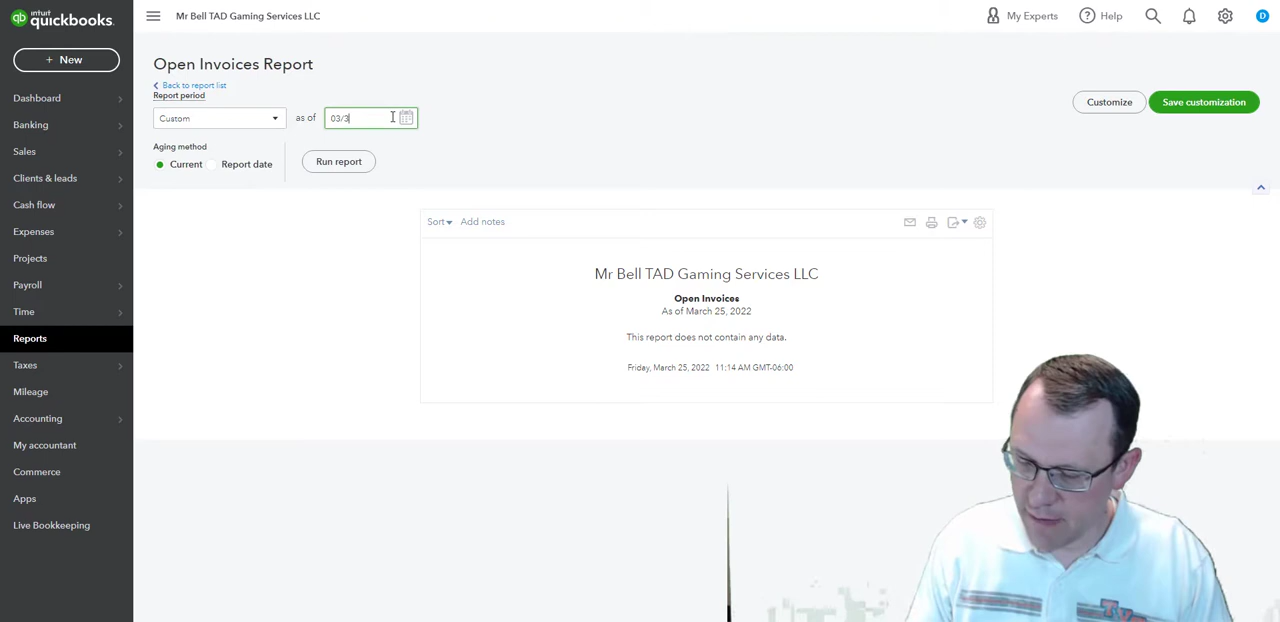 intuit
qb quickbooks.
Mr Bell TAD Gaming Services LLC
My Experts
Help
D
+ New
Dashboard
Banking
Sales
Clients & leads
Cash flow
Expenses
Projects
Payroll
Time
Reports
Taxes
Mileage
Accounting
My accountant
Commerce
Apps
Live Bookkeeping
Open Invoices Report
Back to report list
Report period
Custom as of 03/3
Aging method
Current Report date
Run report
Customize
Save customization
Sort Add notes
Mr Bell TAD Gaming Services LLC
Open Invoices
As of March 25, 2022
This report does not contain any data.
Friday, March 25, 2022 11:14 AM GMT-06:00